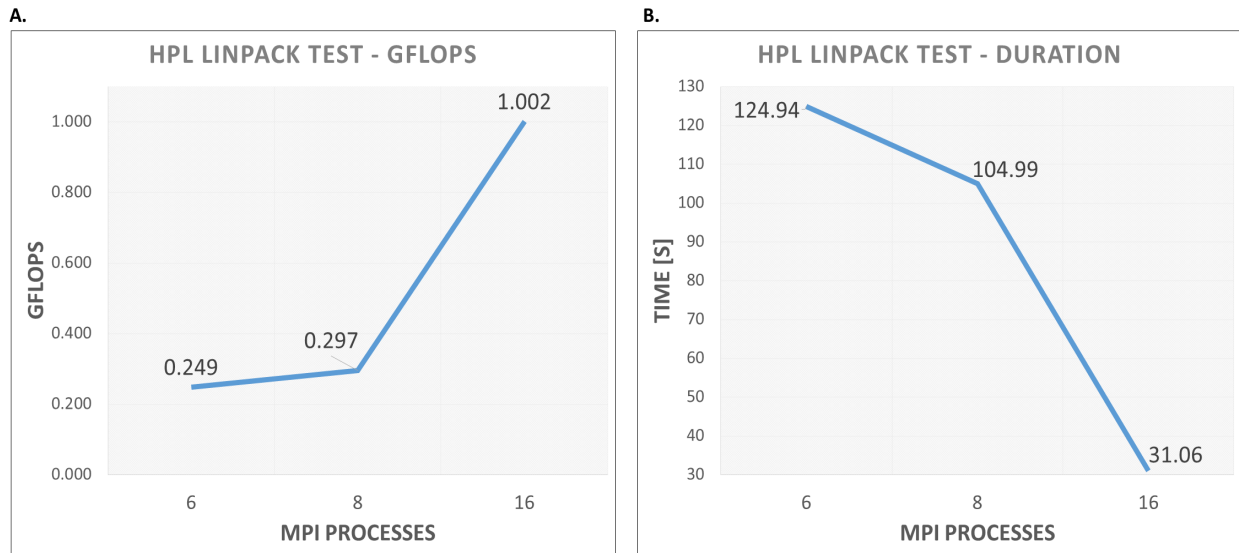 A.
HPL LINPACK TEST - GFLOPS
1.002
1.000
0.800
0.600
0.400
0.297
0.249
0.200
0.000
GFLOPS
6 8 16
MPI PROCESSES
B.
HPL LINPACK TEST - DURATION
130
124.94
120
110
104.99
100
90
80
70
60
50
40
31.06
30
TIME [S]
6 8 16
MPI PROCESSES